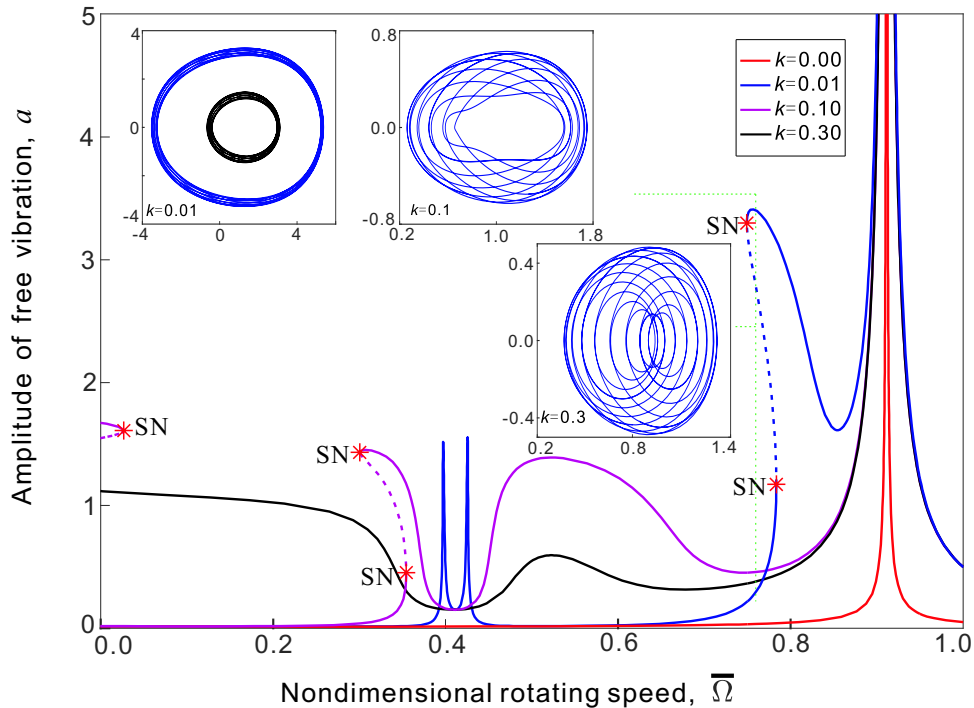 Amplitude of free vibration, a
5
4
3
2
1
0
0.0
0.2
0.4
0.6
0.8
1.0
Nondimensional rotating speed, Ω̅
4
0
-4
-4
0
4
k=0.01
0.8
0.0
-0.8
0.2
1.0
1.8
k=0.1
0.4
0.0
-0.4
0.2
0.8
1.4
k=0.3
k=0.00
k=0.01
k=0.10
k=0.30
SN
SN
SN
SN
SN